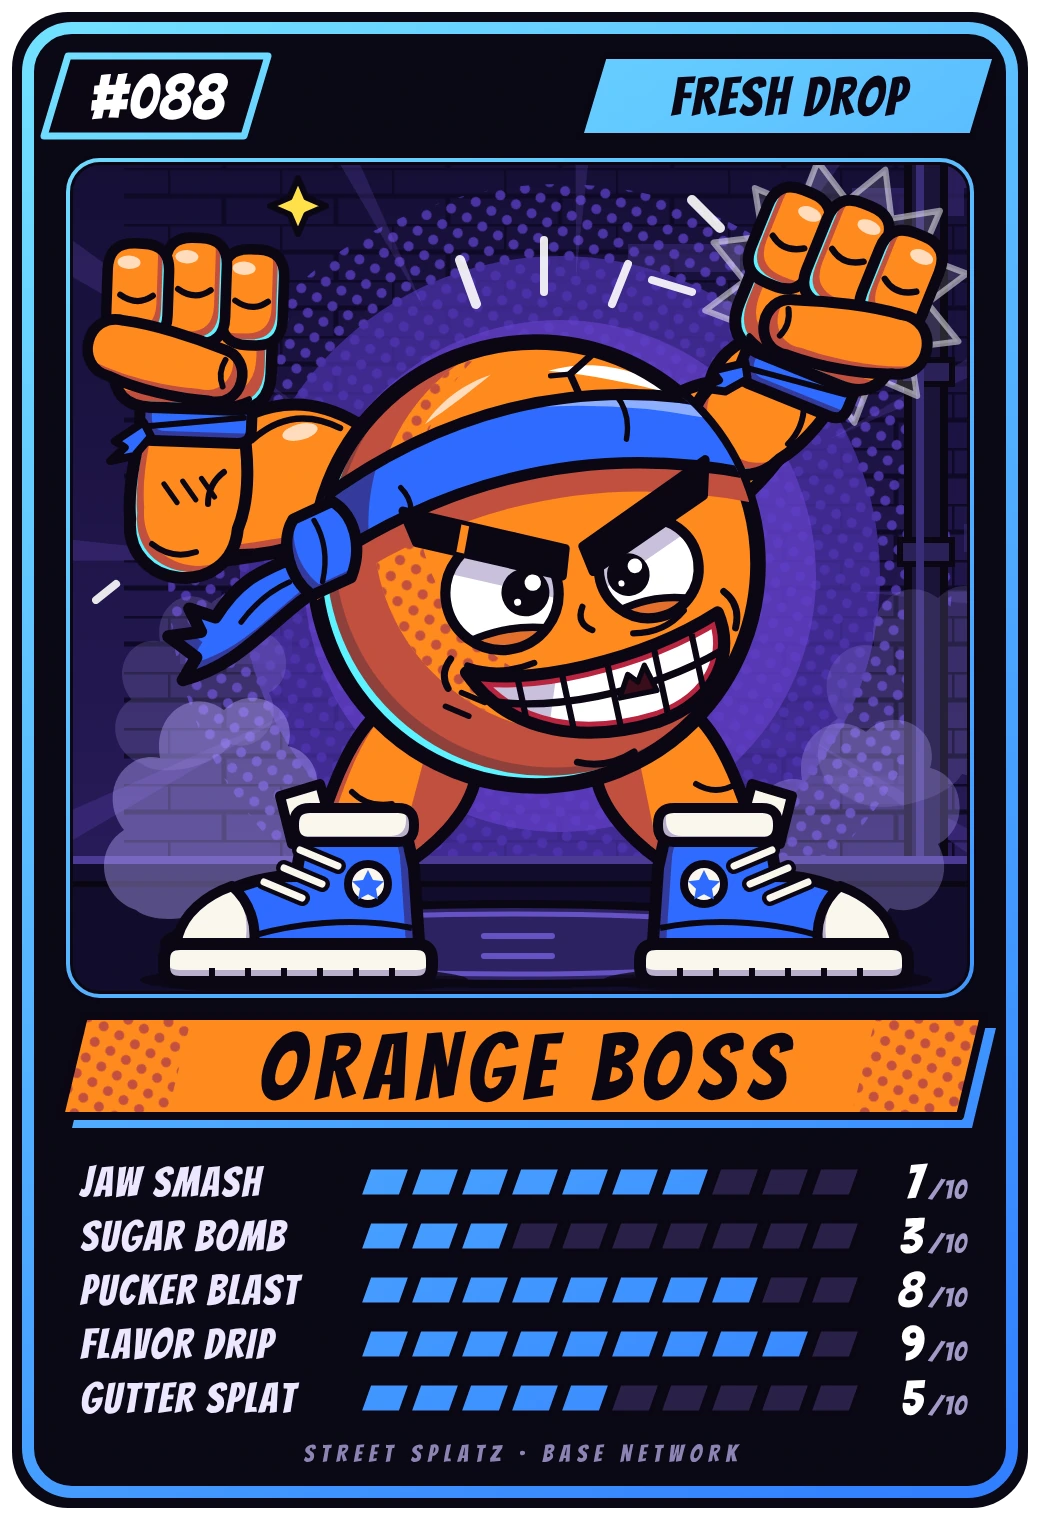 #088
FRESH DROP
ORANGE BOSS
JAW SMASH 7/10
SUGAR BOMB 3/10
PUCKER BLAST 8/10
FLAVOR DRIP 9/10
GUTTER SPLAT 5/10
STREET SPLATZ · BASE NETWORK